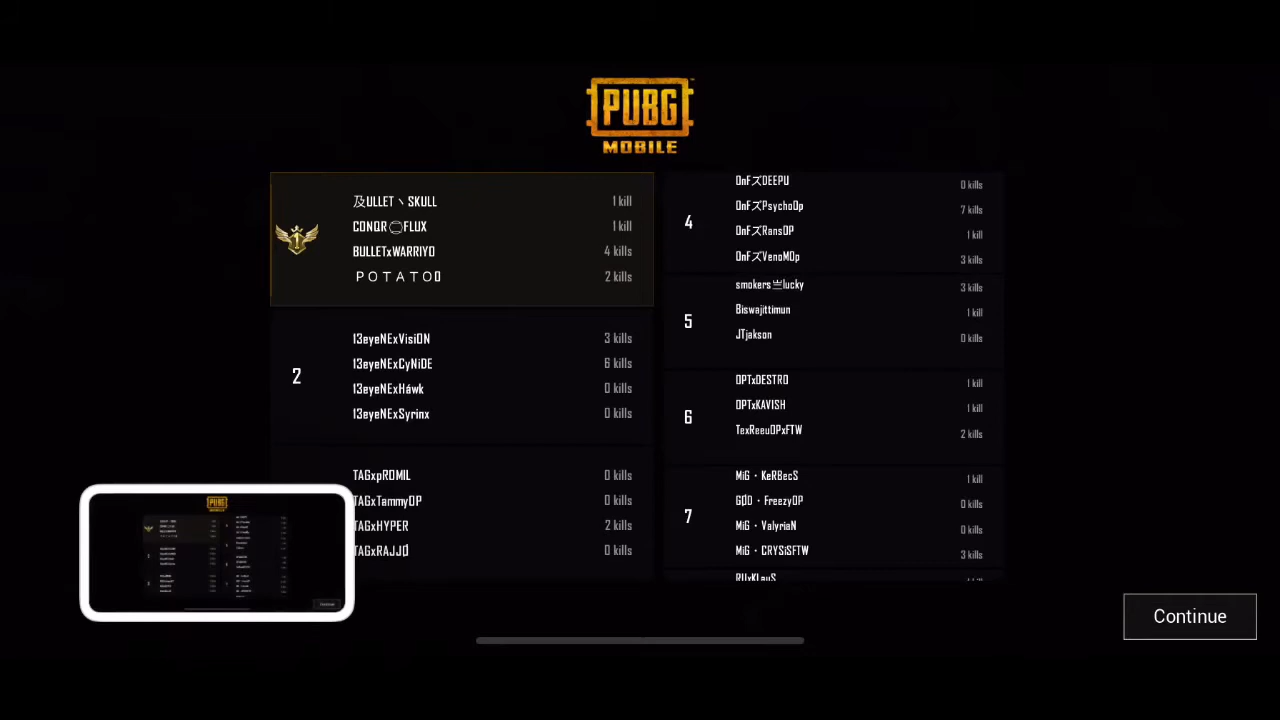 PUBG
MOBILE
及ULLET丶SKULL 1 kill
CONQR۝FLUX 1 kill
BULLETxWARRIYO 4 kills
ＰＯＴＡＴＯ0 2 kills
2
13eyeNExVisiON 3 kills
13eyeNExCyNiDE 6 kills
13eyeNExHáwk 0 kills
13eyeNExSyrinx 0 kills
TAGxpROMIL 0 kills
TAGxTammyOP 0 kills
TAGxHYPER 2 kills
TAGxRAJJØ 0 kills
4
OnFズDEEPU 0 kills
OnFズPsychoOp 7 kills
OnFズRansOP 1 kill
OnFズVenoMOp 3 kills
5
smokers亗lucky 3 kills
Biswajittimun 1 kill
JTjakson 0 kills
6
OPTxDESTRO 1 kill
OPTxKAVISH 1 kill
TexReeuOPxFTW 2 kills
7
MiG・KeRBecS 1 kill
GØD・FreezyOP 0 kills
MiG・ValyriaN 0 kills
MiG・CRYSiSFTW 3 kills
Continue